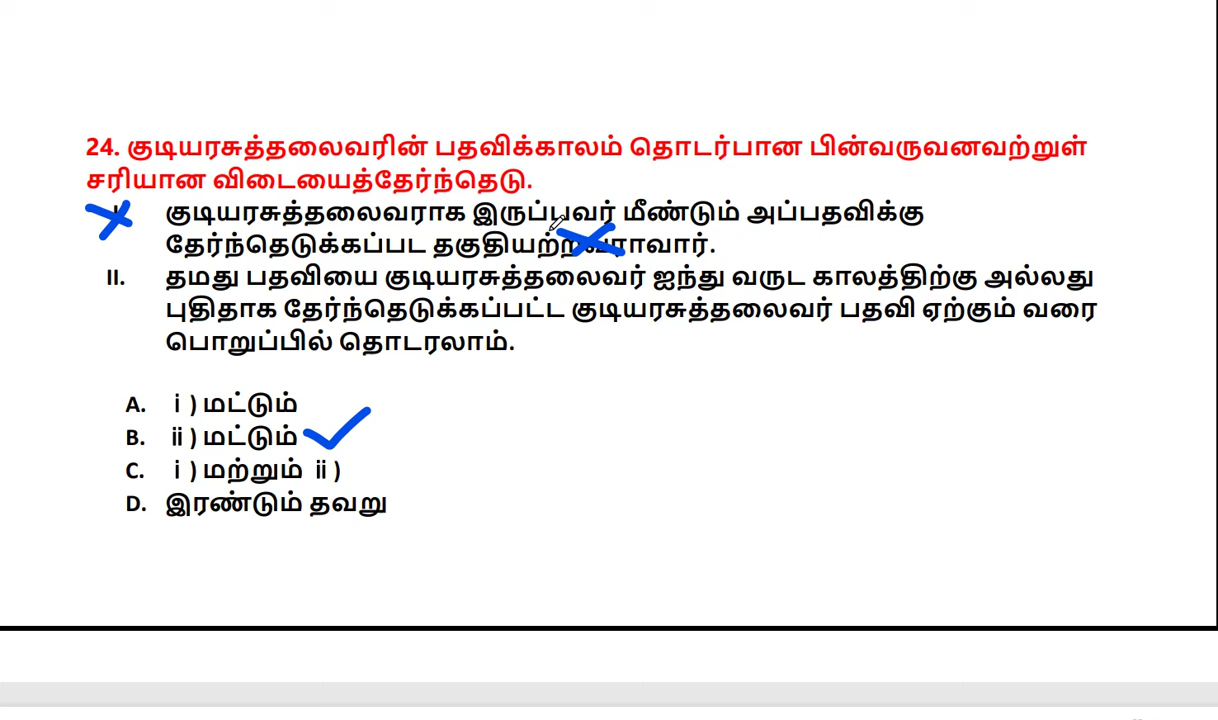 24. குடியரசுத்தலைவரின் பதவிக்காலம் தொடர்பான பின்வருவனவற்றுள்
சரியான விடையைத்தேர்ந்தெடு.
I. குடியரசுத்தலைவராக இருப்பவர் மீண்டும் அப்பதவிக்கு
தேர்ந்தெடுக்கப்பட தகுதியற்றவராவார்.
II. தமது பதவியை குடியரசுத்தலைவர் ஐந்து வருட காலத்திற்கு அல்லது
புதிதாக தேர்ந்தெடுக்கப்பட்ட குடியரசுத்தலைவர் பதவி ஏற்கும் வரை
பொறுப்பில் தொடரலாம்.
A. i ) மட்டும்
B. ii ) மட்டும்
C. i ) மற்றும் ii )
D. இரண்டும் தவறு